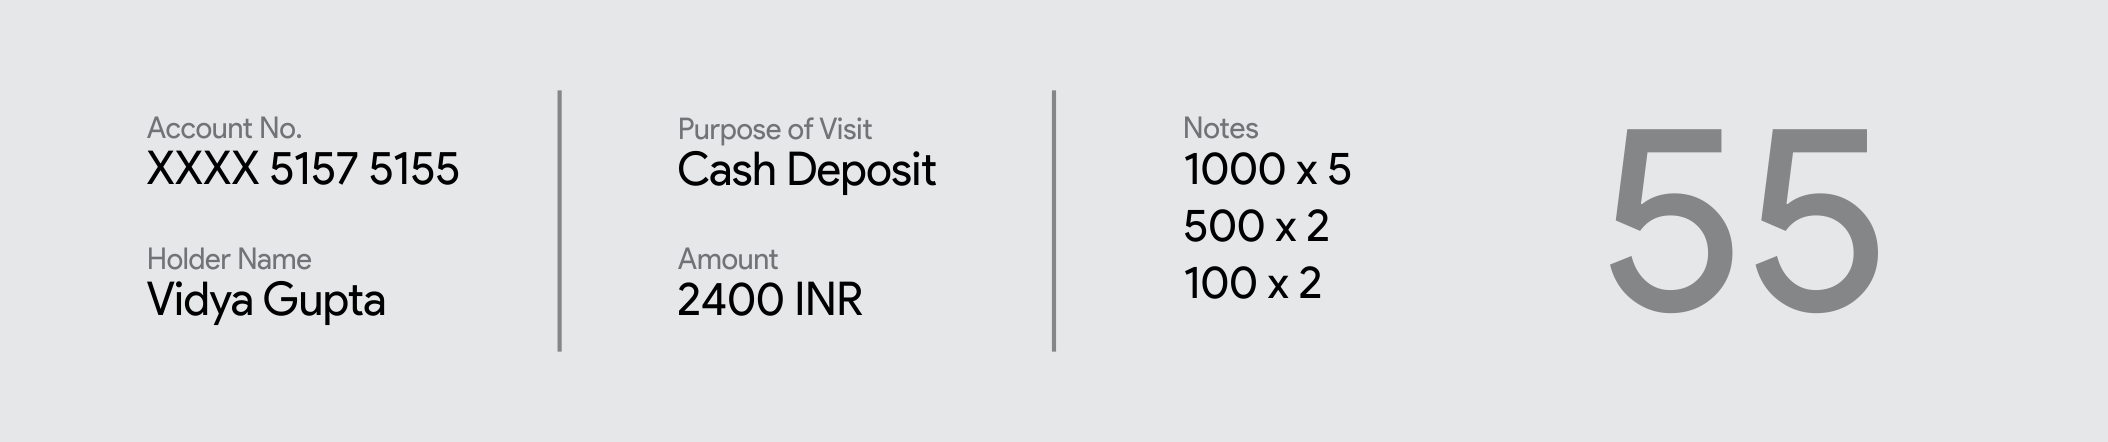 Account No.
XXXX 5157 5155
Holder Name
Vidya Gupta
Purpose of Visit
Cash Deposit
Amount
2400 INR
Notes
1000 x 5
500 x 2
100 x 2
55